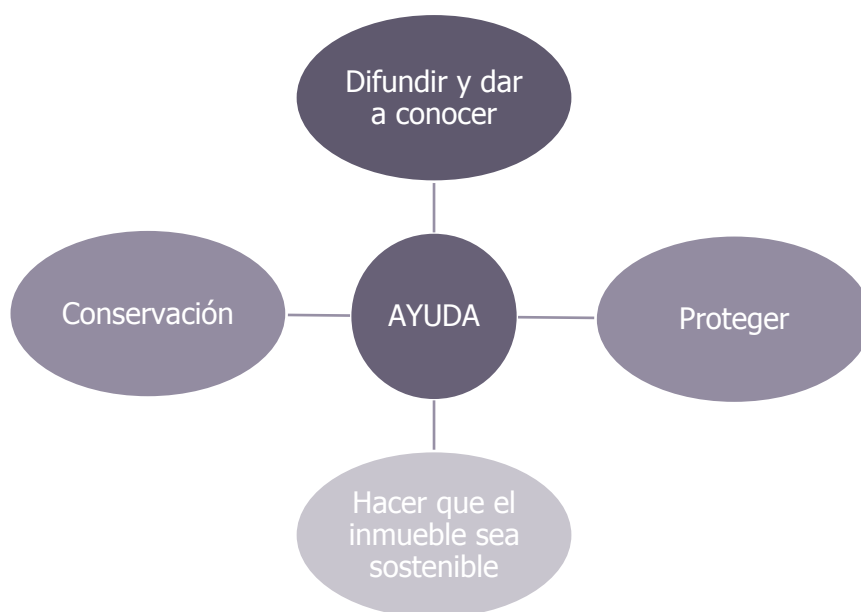 Difundir y dar
a conocer
Conservación
AYUDA
Proteger
Hacer que el
inmueble sea
sostenible